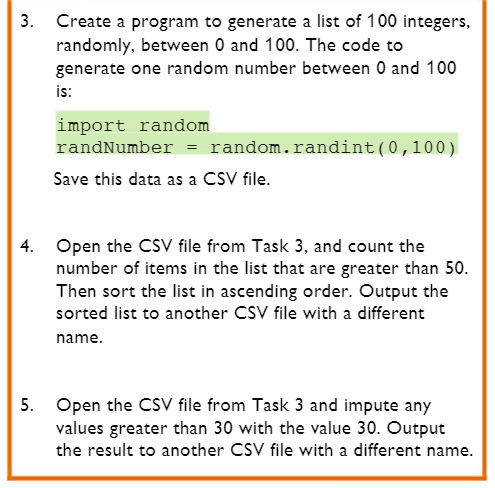 3. Create a program to generate a list of 100 integers,
randomly, between 0 and 100. The code to
generate one random number between 0 and 100
is:
import random
randNumber = random.randint(0,100)
Save this data as a CSV file.
4. Open the CSV file from Task 3, and count the
number of items in the list that are greater than 50.
Then sort the list in ascending order. Output the
sorted list to another CSV file with a different
name.
5. Open the CSV file from Task 3 and impute any
values greater than 30 with the value 30. Output
the result to another CSV file with a different name.